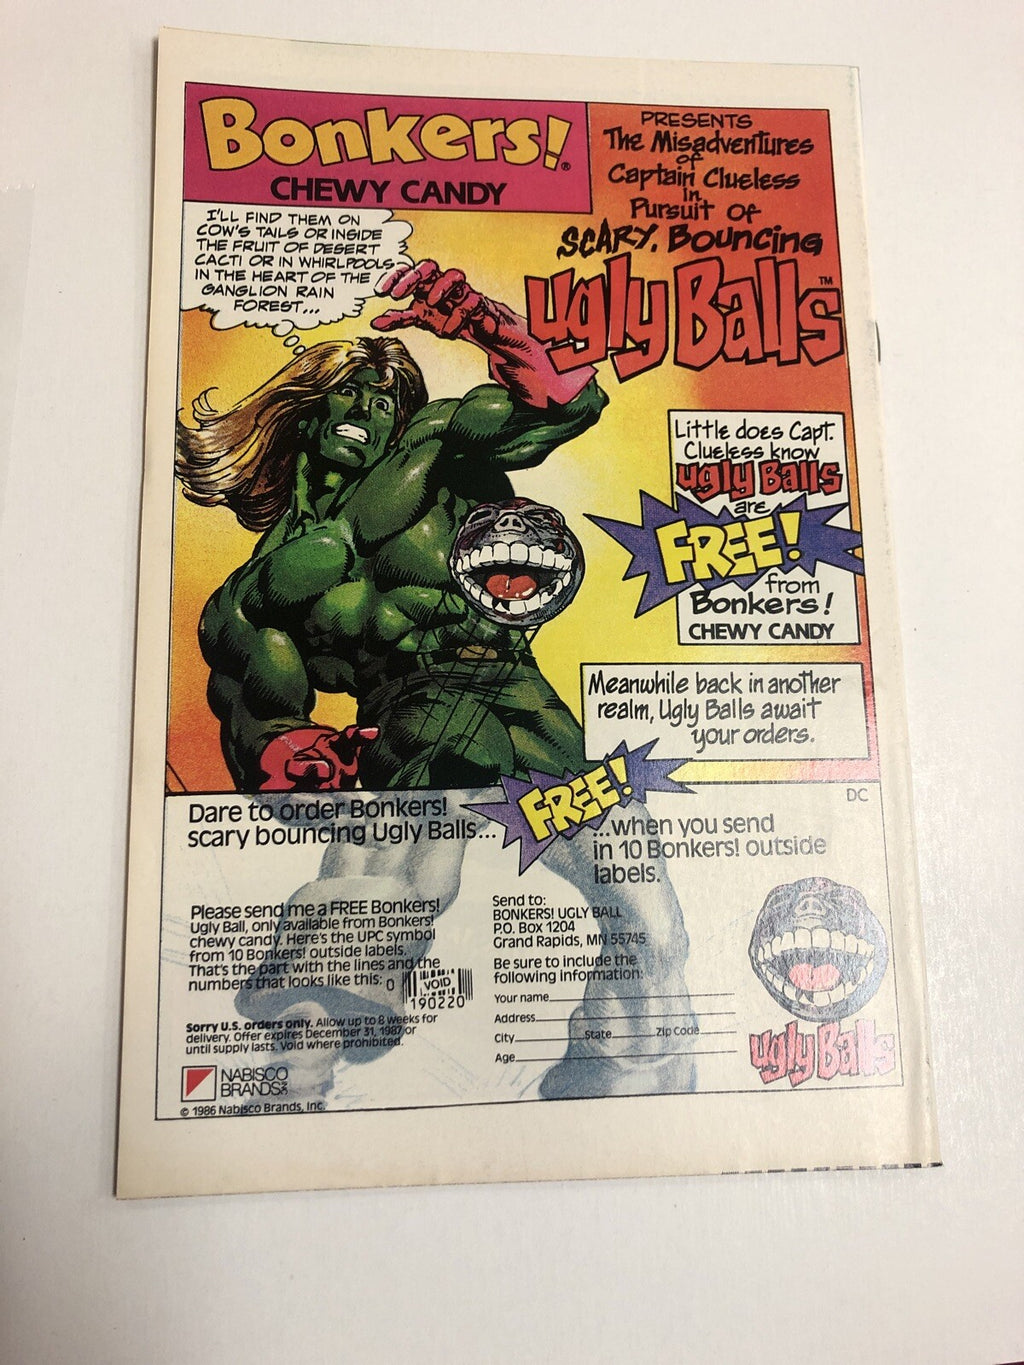 Bonkers!®
CHEWY CANDY
PRESENTS
The Misadventures
of
Captain Clueless
in
Pursuit Of
SCARY, Bouncing
Ugly Balls™
I'LL FIND THEM ON
COW'S TAILS OR INSIDE
THE FRUIT OF DESERT
CACTI OR IN WHIRLPOOLS
IN THE HEART OF THE
GANGLION RAIN
FOREST...
Little does Capt.
Clueless know
Ugly Balls
are
FREE!
from
Bonkers!
CHEWY CANDY
Meanwhile back in another
realm, Ugly Balls await
your orders.
DC
Dare to order Bonkers!
scary bouncing Ugly Balls...
FREE!
...when you send
in 10 Bonkers! outside
labels.
Please send me a FREE Bonkers!
Ugly Ball, only available from Bonkers!
chewy candy. Here's the UPC symbol
from 10 Bonkers! outside labels.
That's the part with the lines and the
numbers that looks like this:
0
VOID
190220
Sorry U.S. orders only. Allow up to 8 weeks for
delivery. Offer expires December 31, 1987 or
until supply lasts. Void where prohibited.
NABISCO
BRANDS INC
© 1986 Nabisco Brands, Inc.
Send to:
BONKERS! UGLY BALL
P.O. Box 1204
Grand Rapids, MN 55745
Be sure to include the
following information:
Your name
Address
City State Zip Code
Age
Ugly Balls